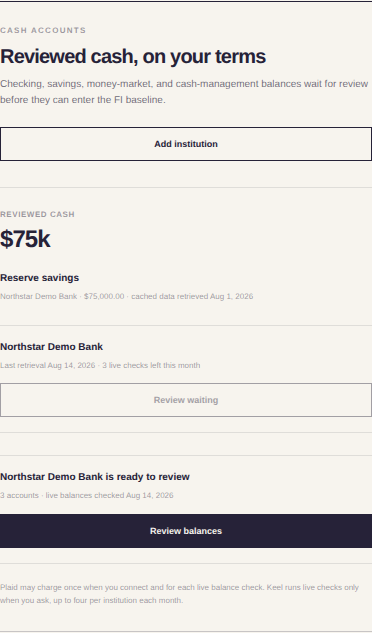 CASH ACCOUNTS
Reviewed cash, on your terms
Checking, savings, money-market, and cash-management balances wait for review
before they can enter the FI baseline.
Add institution
REVIEWED CASH
$75k
Reserve savings
Northstar Demo Bank · $75,000.00 · cached data retrieved Aug 1, 2026
Northstar Demo Bank
Last retrieval Aug 14, 2026 · 3 live checks left this month
Review waiting
Northstar Demo Bank is ready to review
3 accounts · live balances checked Aug 14, 2026
Review balances
Plaid may charge once when you connect and for each live balance check. Keel runs live checks only
when you ask, up to four per institution each month.